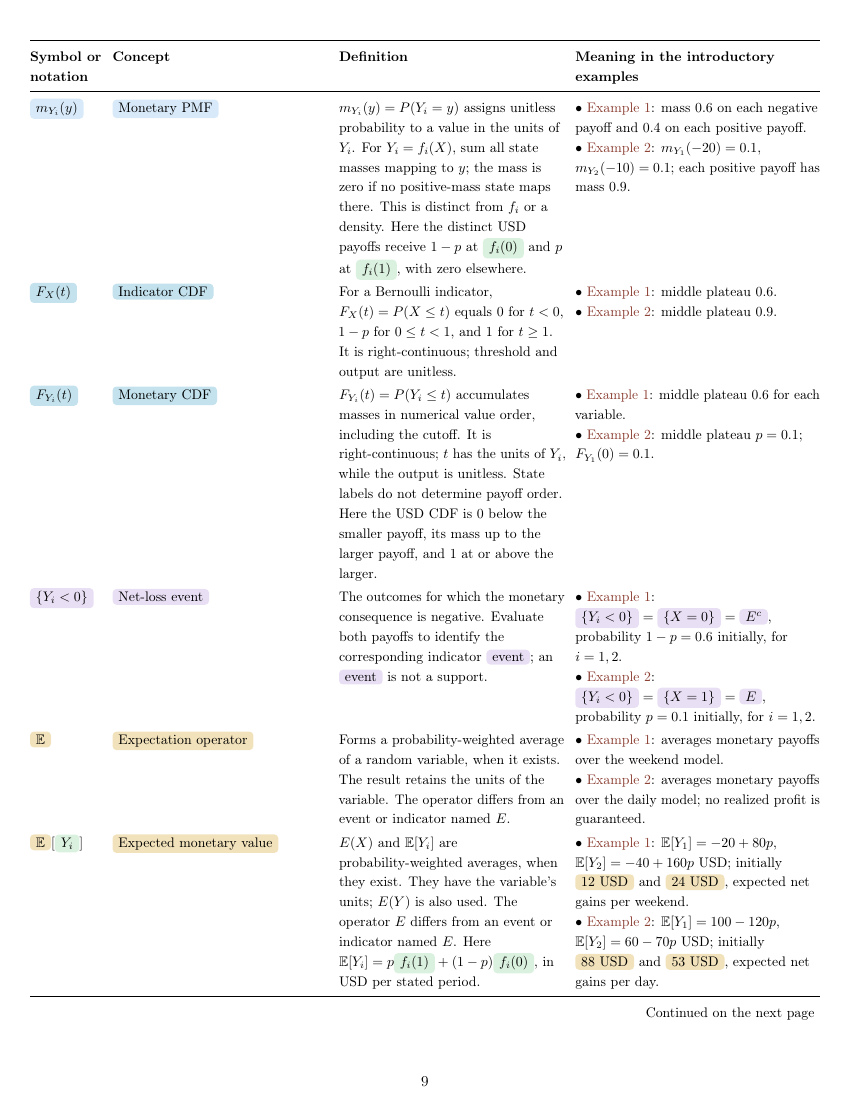 Symbol or notation | Concept | Definition | Meaning in the introductory examples
m_{Y_i}(y) | Monetary PMF
m_{Y_i}(y) = P(Y_i = y) assigns unitless
probability to a value in the units of
Y_i. For Y_i = f_i(X), sum all state
masses mapping to y; the mass is
zero if no positive-mass state maps
there. This is distinct from f_i or a
density. Here the distinct USD
payoffs receive 1 − p at f_i(0) and p
at f_i(1), with zero elsewhere.
• Example 1: mass 0.6 on each negative
payoff and 0.4 on each positive payoff.
• Example 2: m_{Y_1}(−20) = 0.1,
m_{Y_2}(−10) = 0.1; each positive payoff has
mass 0.9.
F_X(t) | Indicator CDF
For a Bernoulli indicator,
F_X(t) = P(X ≤ t) equals 0 for t < 0,
1 − p for 0 ≤ t < 1, and 1 for t ≥ 1.
It is right-continuous; threshold and
output are unitless.
• Example 1: middle plateau 0.6.
• Example 2: middle plateau 0.9.
F_{Y_i}(t) | Monetary CDF
F_{Y_i}(t) = P(Y_i ≤ t) accumulates
masses in numerical value order,
including the cutoff. It is
right-continuous; t has the units of Y_i,
while the output is unitless. State
labels do not determine payoff order.
Here the USD CDF is 0 below the
smaller payoff, its mass up to the
larger payoff, and 1 at or above the
larger.
• Example 1: middle plateau 0.6 for each
variable.
• Example 2: middle plateau p = 0.1;
F_{Y_1}(0) = 0.1.
{Y_i < 0} | Net-loss event
The outcomes for which the monetary
consequence is negative. Evaluate
both payoffs to identify the
corresponding indicator event; an
event is not a support.
• Example 1:
{Y_i < 0} = {X = 0} = E^c,
probability 1 − p = 0.6 initially, for
i = 1, 2.
• Example 2:
{Y_i < 0} = {X = 1} = E,
probability p = 0.1 initially, for i = 1, 2.
𝔼 | Expectation operator
Forms a probability-weighted average
of a random variable, when it exists.
The result retains the units of the
variable. The operator differs from an
event or indicator named E.
• Example 1: averages monetary payoffs
over the weekend model.
• Example 2: averages monetary payoffs
over the daily model; no realized profit is
guaranteed.
𝔼[Y_i] | Expected monetary value
E(X) and 𝔼[Y_i] are
probability-weighted averages, when
they exist. They have the variable's
units; E(Y) is also used. The
operator E differs from an event or
indicator named E. Here
𝔼[Y_i] = p f_i(1) + (1 − p) f_i(0), in
USD per stated period.
• Example 1: 𝔼[Y_1] = −20 + 80p,
𝔼[Y_2] = −40 + 160p USD; initially
12 USD and 24 USD, expected net
gains per weekend.
• Example 2: 𝔼[Y_1] = 100 − 120p,
𝔼[Y_2] = 60 − 70p USD; initially
88 USD and 53 USD, expected net
gains per day.
Continued on the next page
9